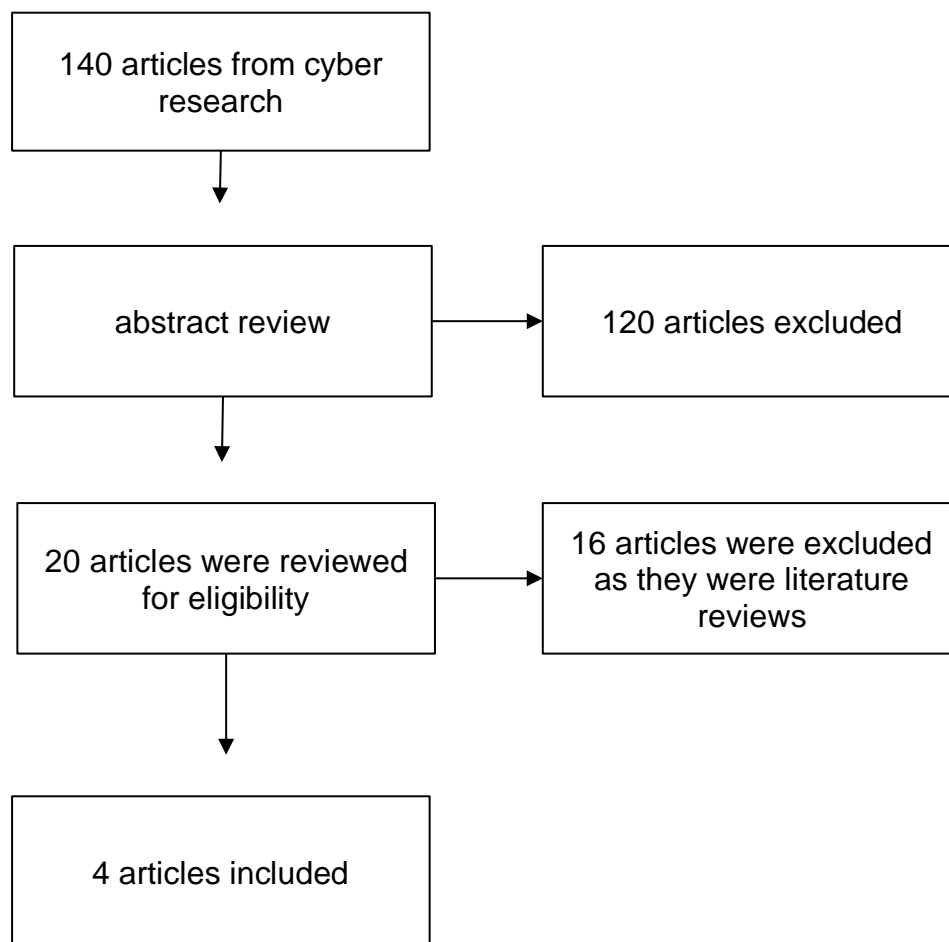 140 articles from cyber
research
abstract review
120 articles excluded
20 articles were reviewed
for eligibility
16 articles were excluded
as they were literature
reviews
4 articles included